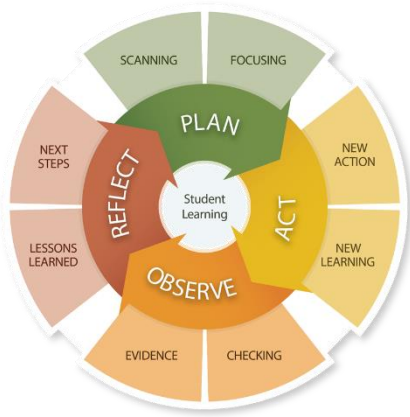 SCANNING
FOCUSING
PLAN
NEW
ACTION
ACT
NEW
LEARNING
CHECKING
EVIDENCE
OBSERVE
LESSONS
LEARNED
REFLECT
NEXT
STEPS
Student
Learning